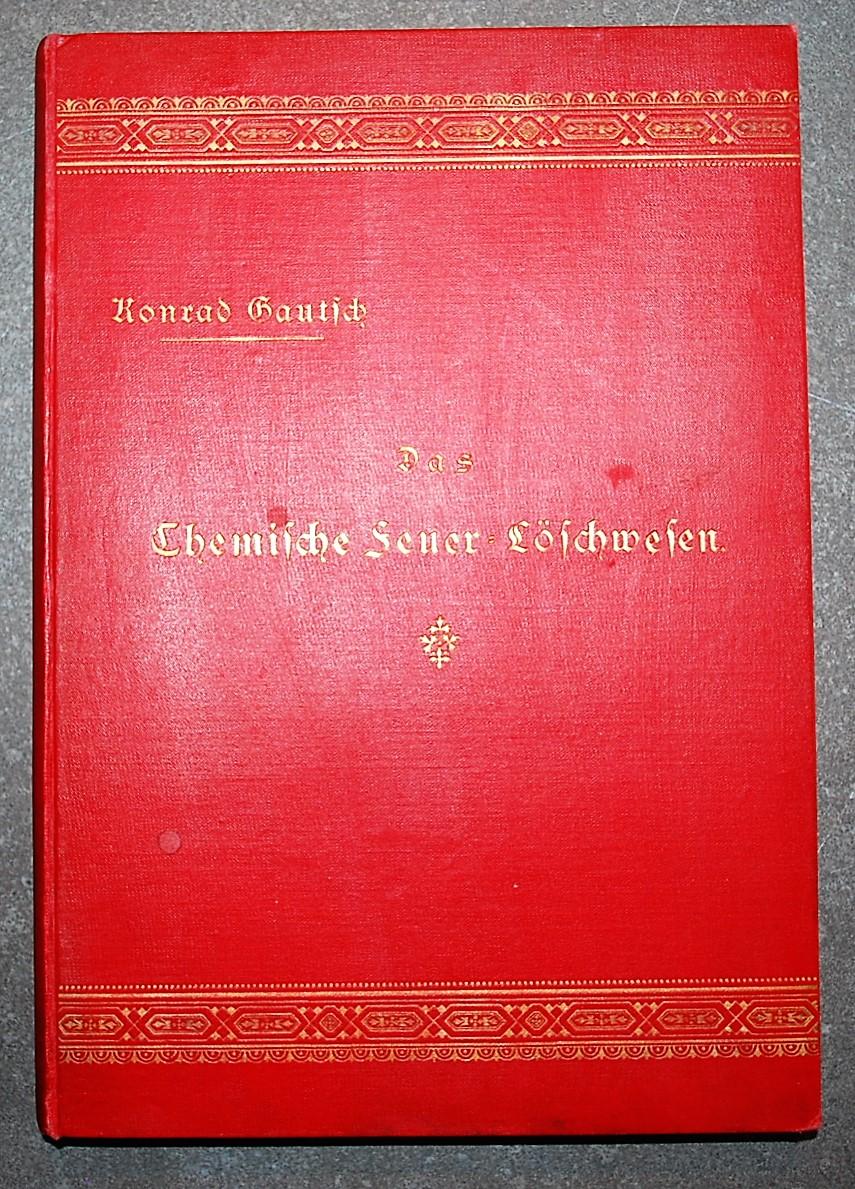 Konrad Gautsch
Das
Chemische Feuer-Löschwesen.